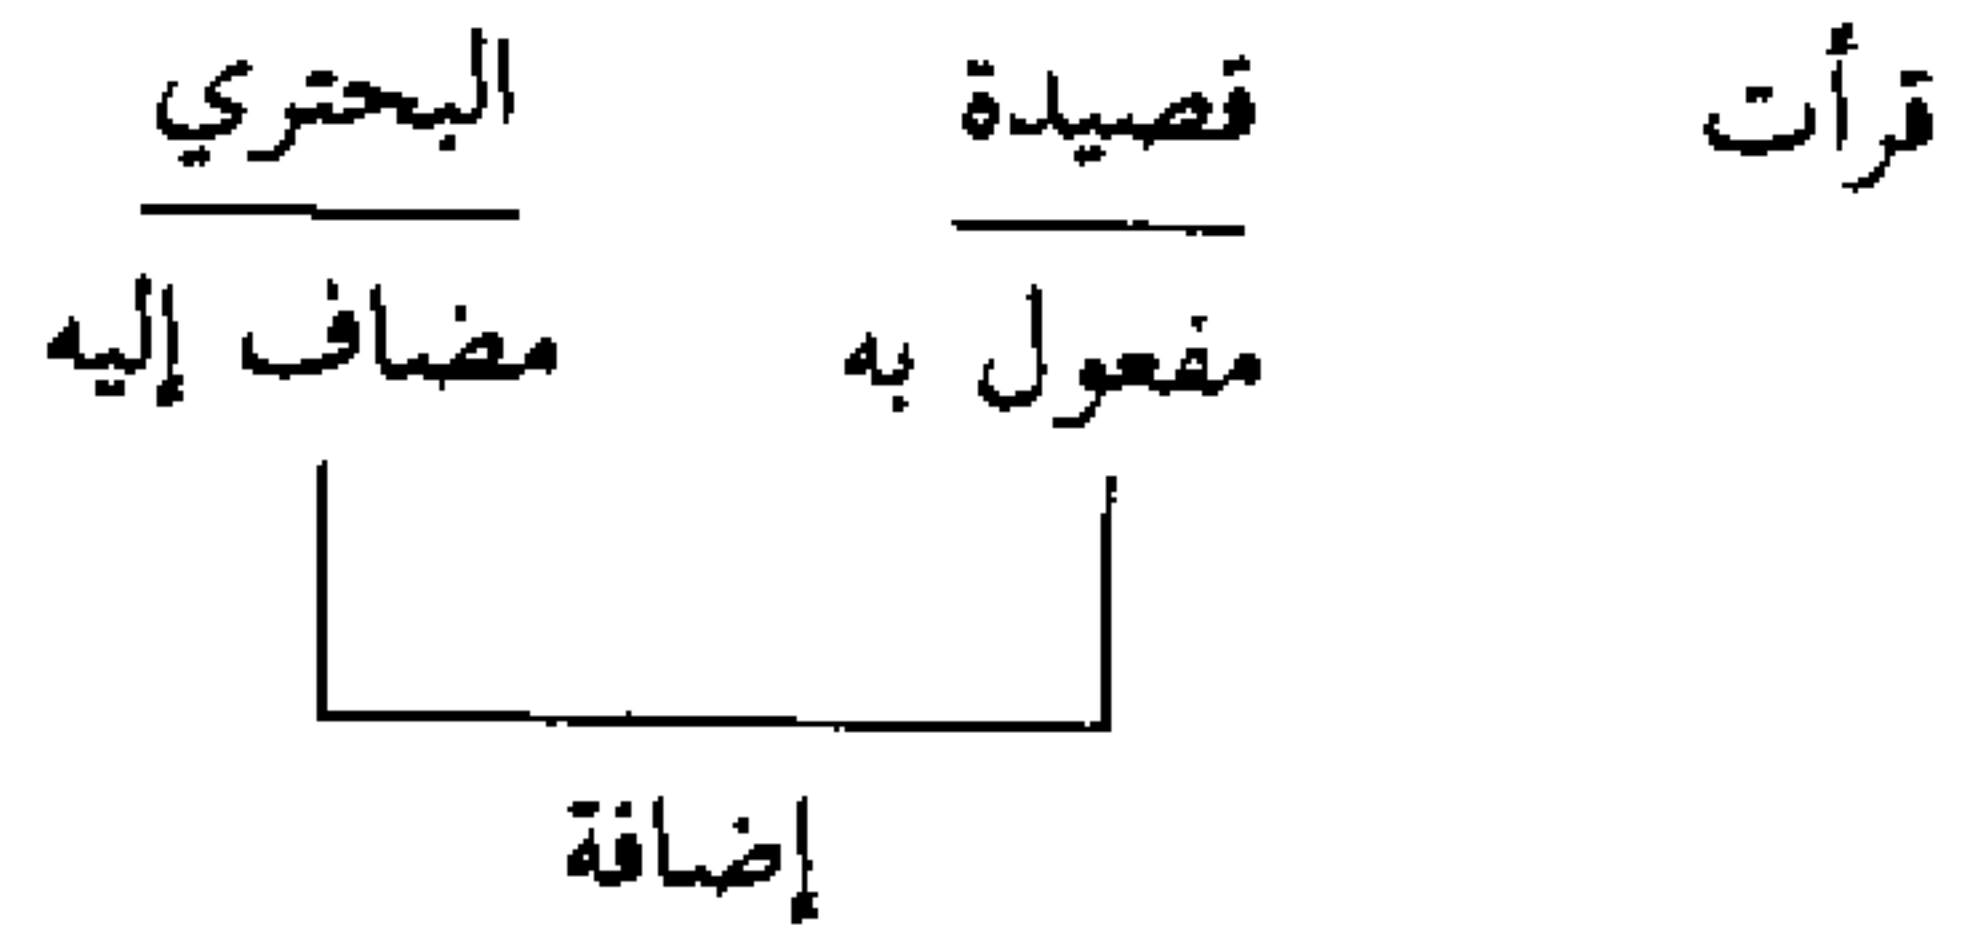 قرأت قصيدة البحتري
مفعول به مضاف إليه
إضافة